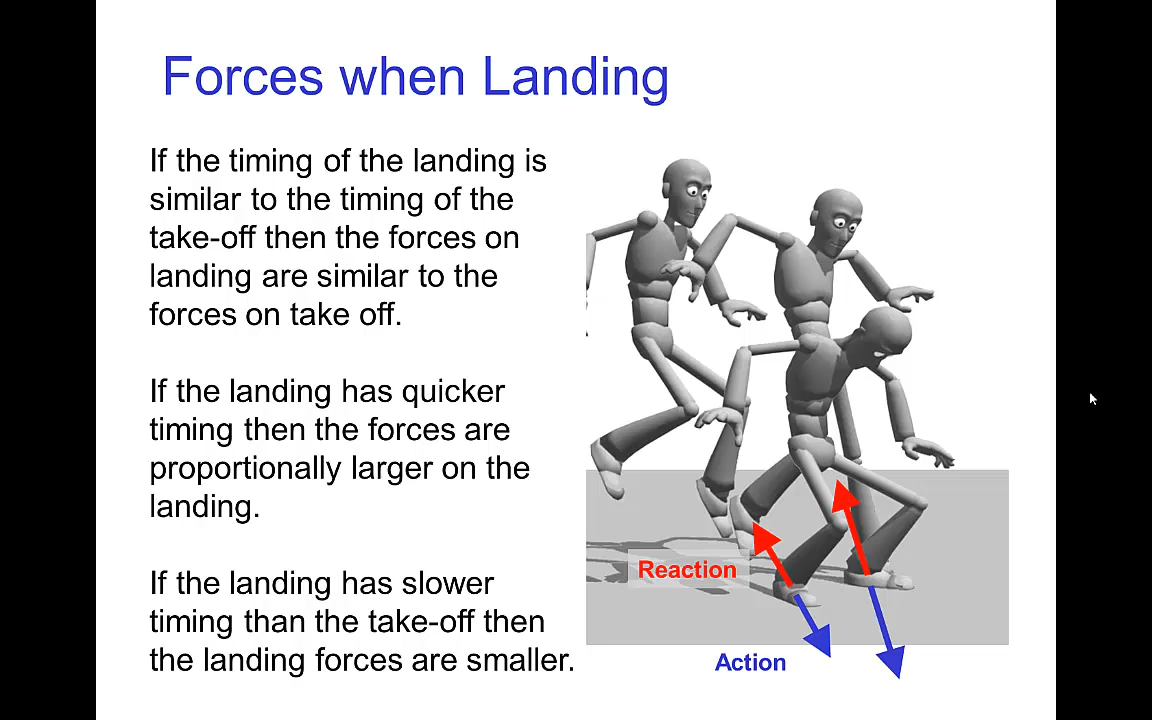 Forces when Landing
If the timing of the landing is
similar to the timing of the
take-off then the forces on
landing are similar to the
forces on take off.
If the landing has quicker
timing then the forces are
proportionally larger on the
landing.
If the landing has slower
timing than the take-off then
the landing forces are smaller.
Reaction
Action